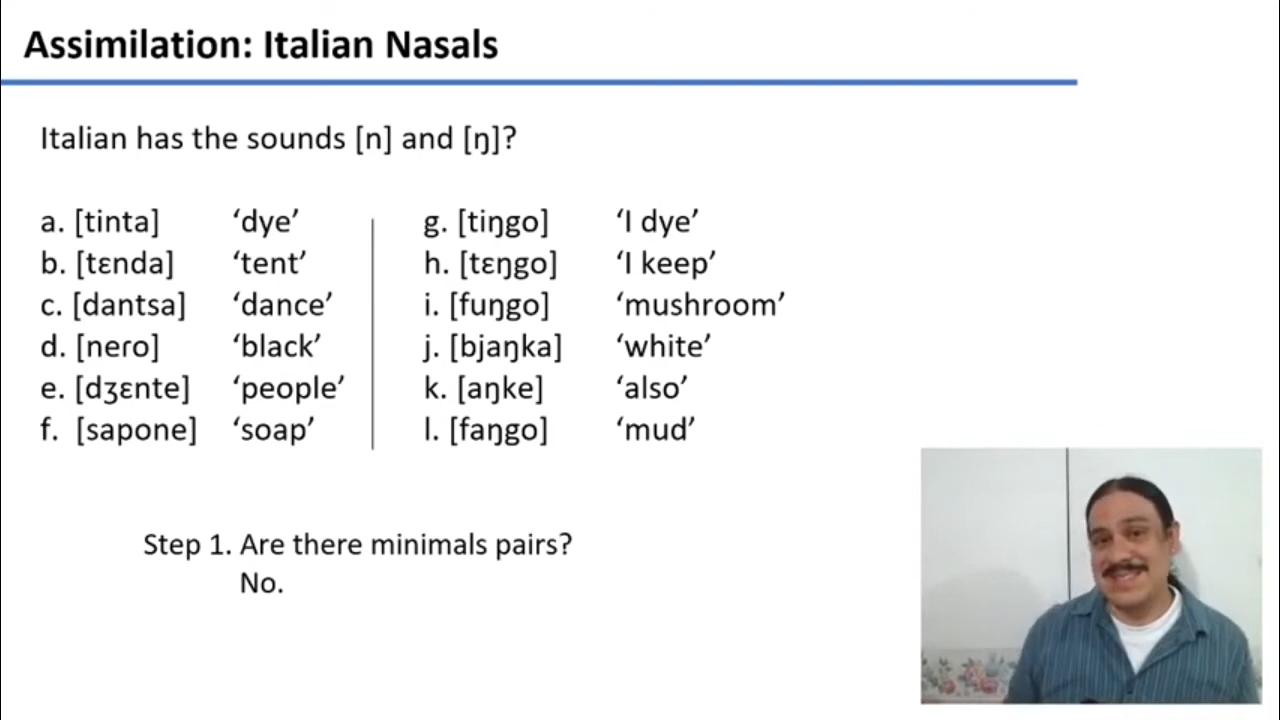 Assimilation: Italian Nasals
Italian has the sounds [n] and [ŋ]?
a. [tinta] ‘dye’
b. [tɛnda] ‘tent’
c. [dantsa] ‘dance’
d. [nero] ‘black’
e. [dʒɛnte] ‘people’
f. [sapone] ‘soap’
g. [tiŋgo] ‘I dye’
h. [tɛŋgo] ‘I keep’
i. [fuŋgo] ‘mushroom’
j. [bjaŋka] ‘white’
k. [aŋke] ‘also’
l. [faŋgo] ‘mud’
Step 1. Are there minimals pairs?
No.